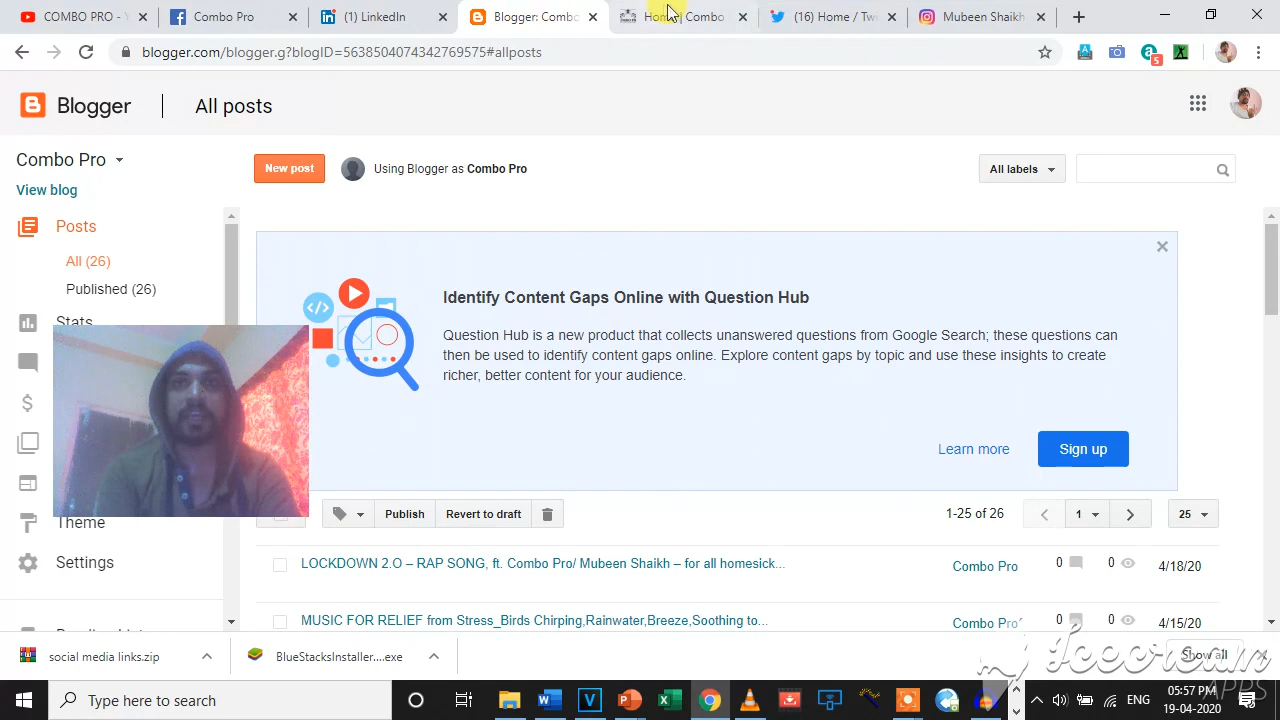 COMBO PRO - Y
Combo Pro
(1) LinkedIn
Blogger: Combo
Home | Combo
(16) Home / Tw
Mubeen Shaikh
blogger.com/blogger.g?blogID=5638504074342769575#allposts
5
Blogger
All posts
Combo Pro
New post
Using Blogger as Combo Pro
All labels
View blog
Posts
All (26)
Published (26)
Stats
Theme
Settings
Identify Content Gaps Online with Question Hub
Question Hub is a new product that collects unanswered questions from Google Search; these questions can
then be used to identify content gaps online. Explore content gaps by topic and use these insights to create
richer, better content for your audience.
Learn more
Sign up
Publish
Revert to draft
1-25 of 26
1
25
LOCKDOWN 2.O – RAP SONG, ft. Combo Pro/ Mubeen Shaikh – for all homesick...
Combo Pro
0
0
4/18/20
MUSIC FOR RELIEF from Stress_Birds Chirping,Rainwater,Breeze,Soothing to...
Combo Pro
0
0
4/15/20
social media links.zip
BlueStacksInstaller....exe
Show all
Icecream
APPS
Type here to search
ENG
05:57 PM
19-04-2020